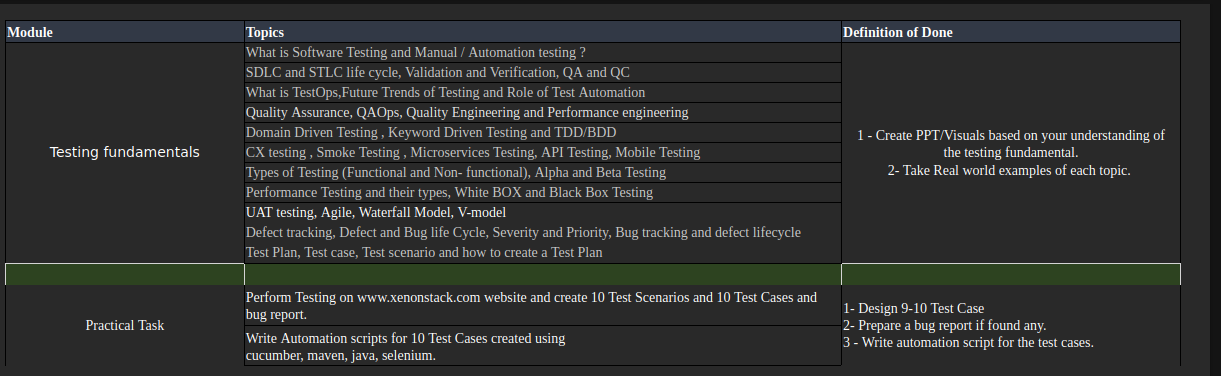 Module Topics Definition of Done
Testing fundamentals
What is Software Testing and Manual / Automation testing ?
SDLC and STLC life cycle, Validation and Verification, QA and QC
What is TestOps,Future Trends of Testing and Role of Test Automation
Quality Assurance, QAOps, Quality Engineering and Performance engineering
Domain Driven Testing , Keyword Driven Testing and TDD/BDD
CX testing , Smoke Testing , Microservices Testing, API Testing, Mobile Testing
Types of Testing (Functional and Non- functional), Alpha and Beta Testing
Performance Testing and their types, White BOX and Black Box Testing
UAT testing, Agile, Waterfall Model, V-model
Defect tracking, Defect and Bug life Cycle, Severity and Priority, Bug tracking and defect lifecycle
Test Plan, Test case, Test scenario and how to create a Test Plan
1 - Create PPT/Visuals based on your understanding of
the testing fundamental.
2- Take Real world examples of each topic.
Practical Task
Perform Testing on www.xenonstack.com website and create 10 Test Scenarios and 10 Test Cases and
bug report.
Write Automation scripts for 10 Test Cases created using
cucumber, maven, java, selenium.
1- Design 9-10 Test Case
2- Prepare a bug report if found any.
3 - Write automation script for the test cases.